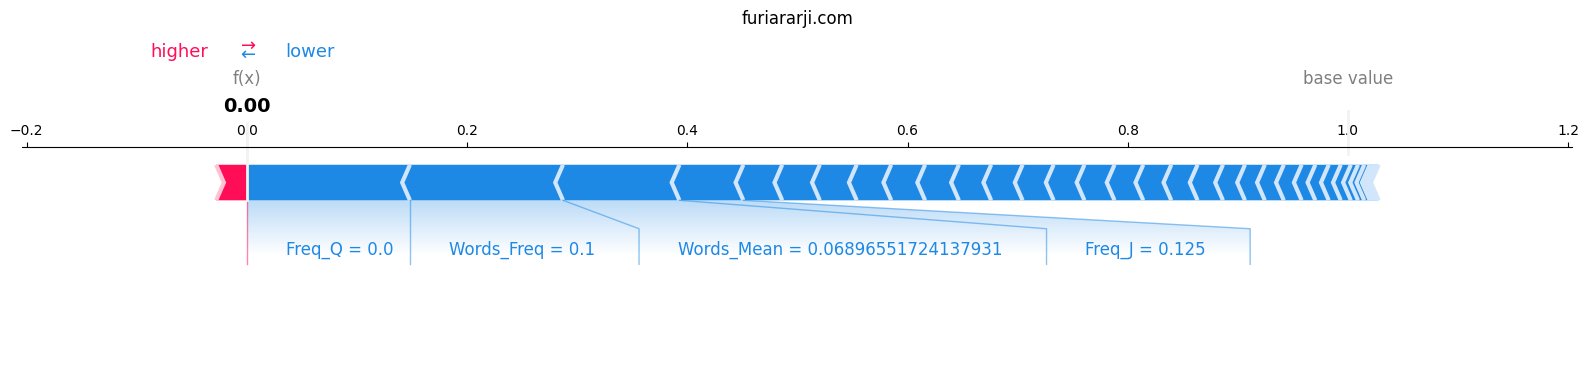 furiararji.com
higher ⇄ lower
f(x) base value
0.00
−0.2 0.0 0.2 0.4 0.6 0.8 1.0 1.2
Freq_Q = 0.0 Words_Freq = 0.1 Words_Mean = 0.06896551724137931 Freq_J = 0.125